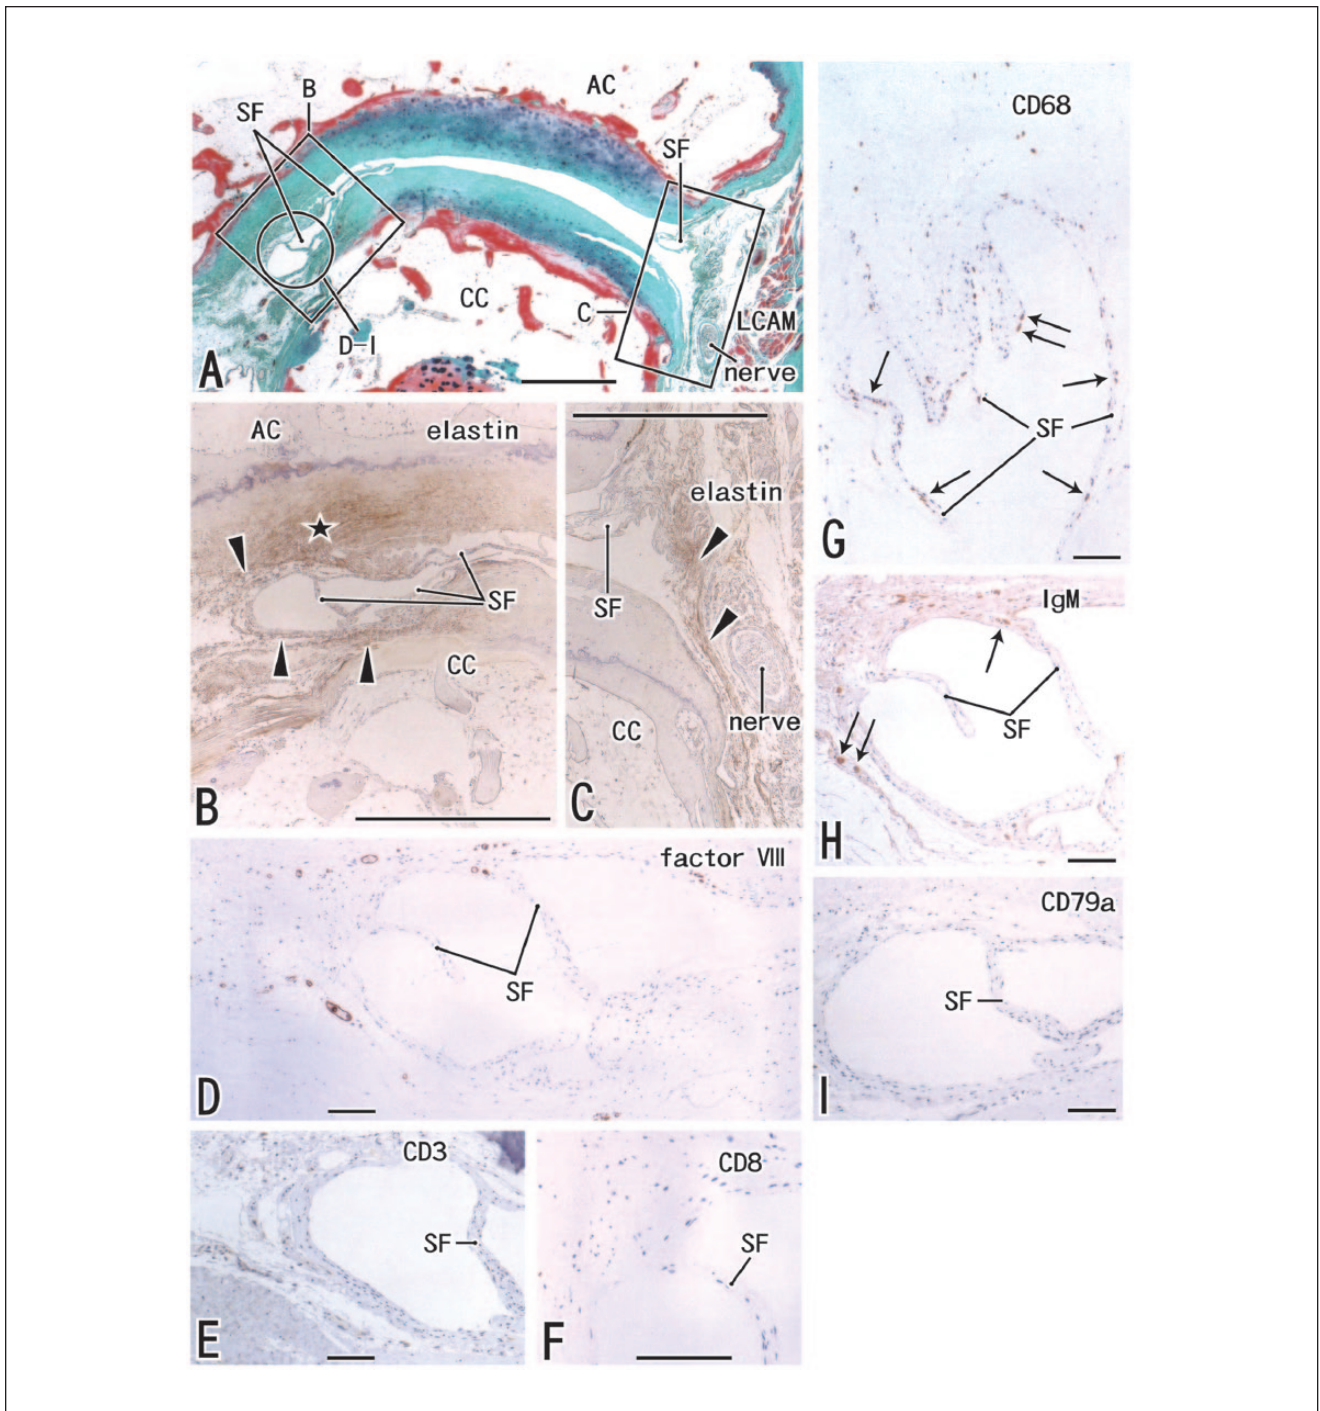 AC
B
SF
SF
CC
C
LCAM
D-I
nerve
A
AC
elastin
SF
CC
B
elastin
SF
nerve
CC
C
factor VIII
SF
D
CD3
SF
E
CD8
SF
F
CD68
SF
G
IgM
SF
H
CD79a
SF
I